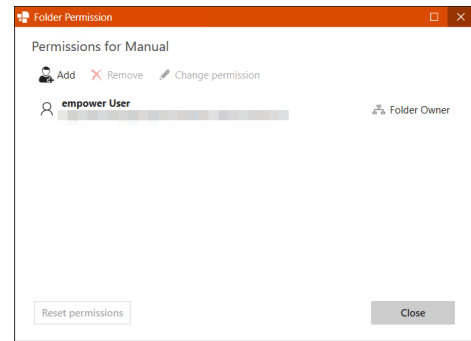 Folder Permission
Permissions for Manual
Add Remove Change permission
empower User
Folder Owner
Reset permissions Close